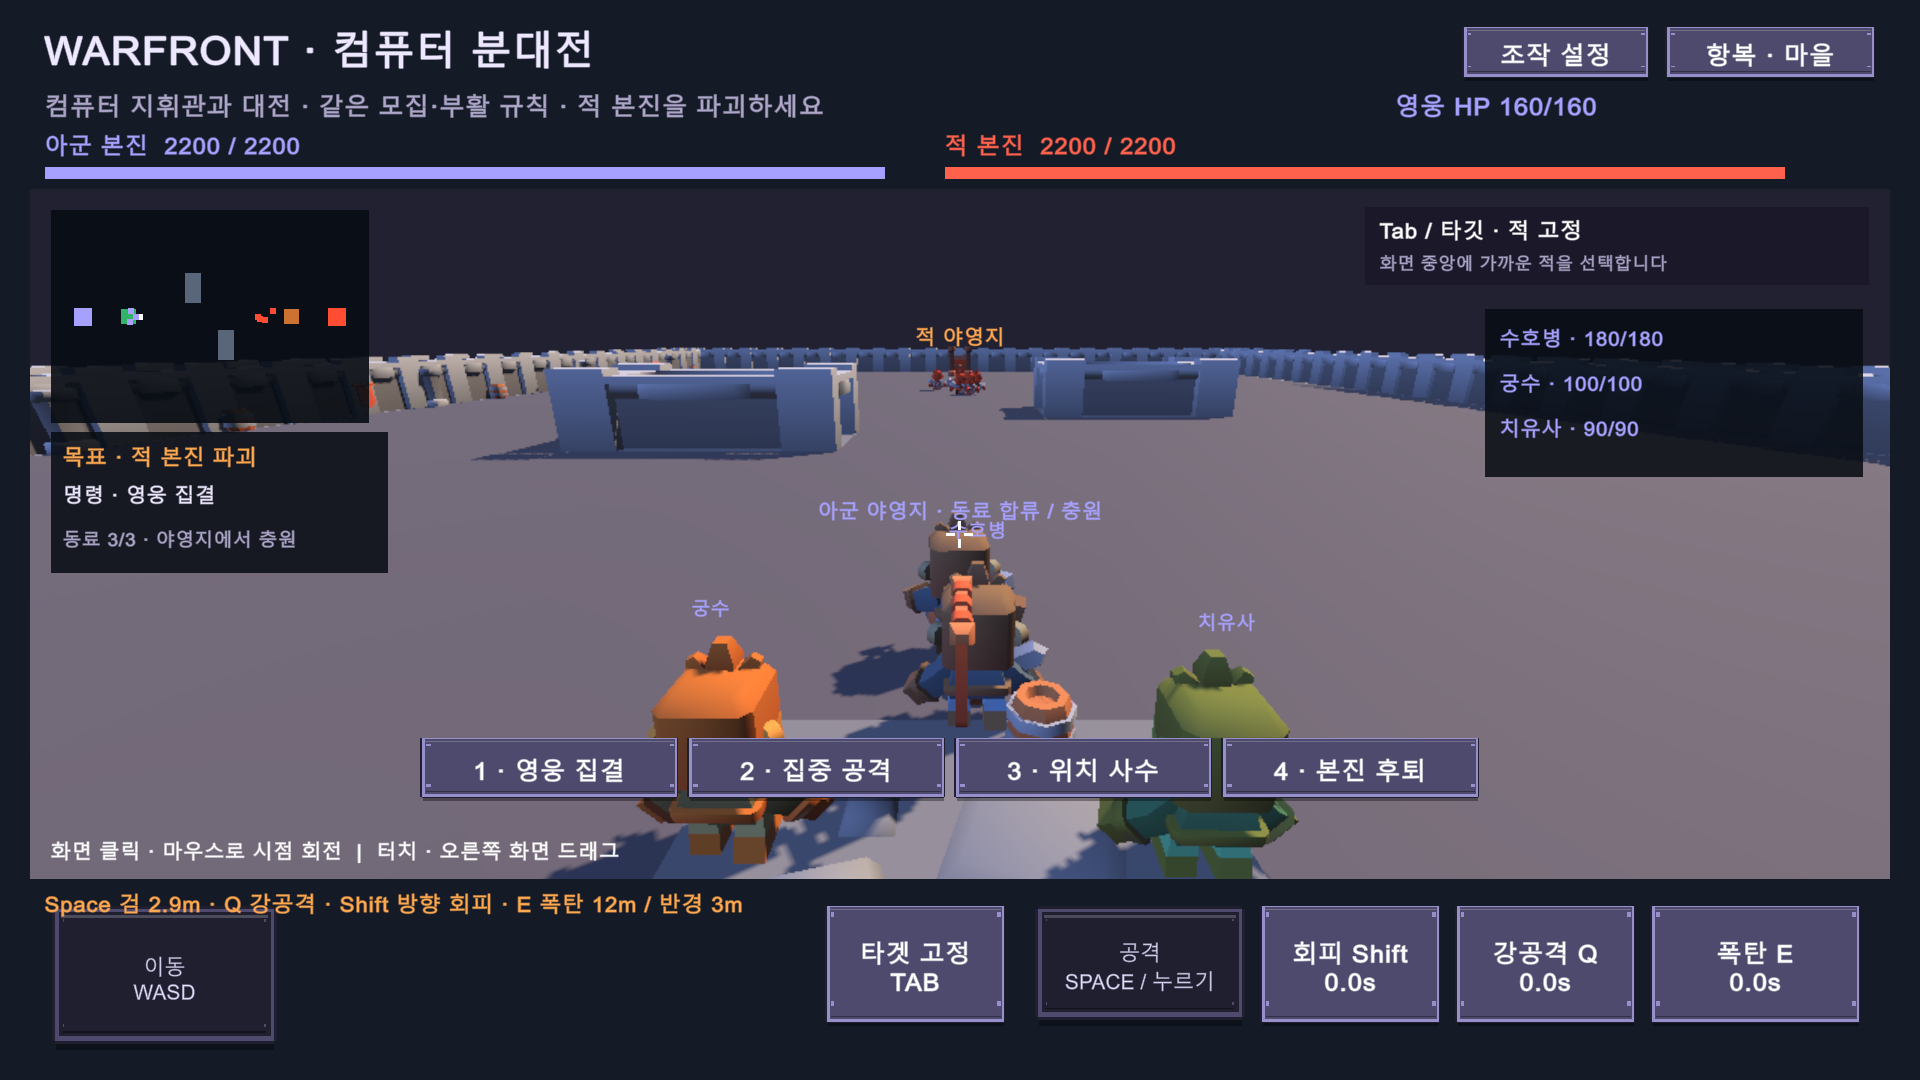 WARFRONT · 컴퓨터 분대전
조작 설정
항복 · 마을
컴퓨터 지휘관과 대전 · 같은 모집·부활 규칙 · 적 본진을 파괴하세요
영웅 HP 160/160
아군 본진 2200 / 2200
적 본진 2200 / 2200
Tab / 타깃 · 적 고정
화면 중앙에 가까운 적을 선택합니다
적 야영지
수호병 · 180/180
궁수 · 100/100
치유사 · 90/90
목표 · 적 본진 파괴
명령 · 영웅 집결
동료 3/3 · 야영지에서 충원
아군 야영지 · 동료 합류 / 충원
수호병
궁수
치유사
1 · 영웅 집결
2 · 집중 공격
3 · 위치 사수
4 · 본진 후퇴
화면 클릭 · 마우스로 시점 회전 | 터치 · 오른쪽 화면 드래그
Space 검 2.9m · Q 강공격 · Shift 방향 회피 · E 폭탄 12m / 반경 3m
이동
WASD
타겟 고정
TAB
공격
SPACE / 누르기
회피 Shift
0.0s
강공격 Q
0.0s
폭탄 E
0.0s